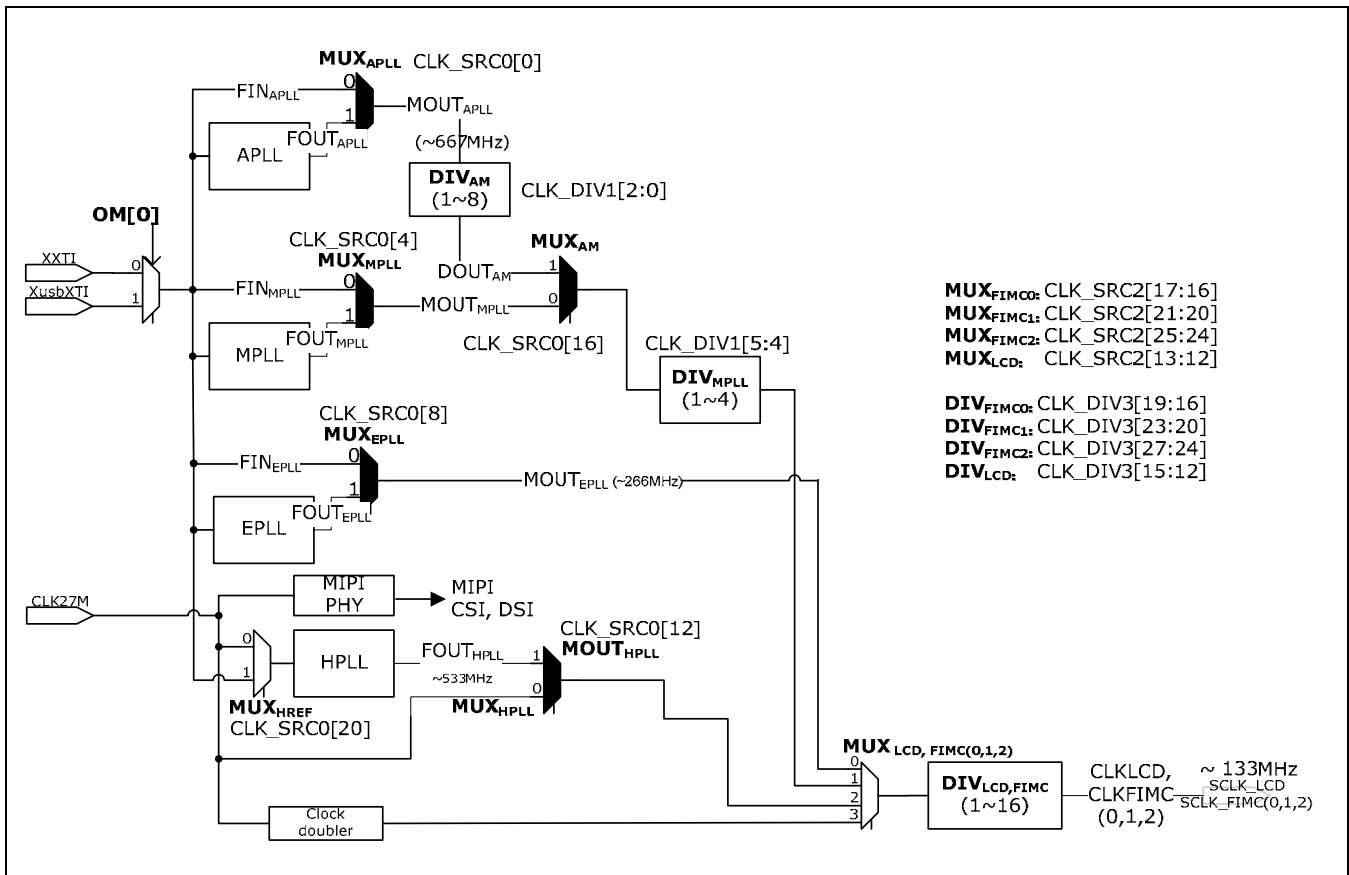 MUXAPLL CLK_SRC0[0]
0
FINAPLL
MOUTAPLL
1
FOUTAPLL
APLL
(~667MHz)
DIVAM
(1~8)
CLK_DIV1[2:0]
OM[0]
CLK_SRC0[4]
MUXMPLL
MUXAM
XXTI
0
0
DOUTAM
1
XusbXTI
1
FINMPLL
MOUTMPLL
0
1
FOUTMPLL
MPLL
CLK_SRC0[16]
CLK_DIV1[5:4]
DIVMPLL
(1~4)
MUXFIMC0: CLK_SRC2[17:16]
MUXFIMC1: CLK_SRC2[21:20]
MUXFIMC2: CLK_SRC2[25:24]
MUXLCD: CLK_SRC2[13:12]
DIVFIMC0: CLK_DIV3[19:16]
DIVFIMC1: CLK_DIV3[23:20]
DIVFIMC2: CLK_DIV3[27:24]
DIVLCD: CLK_DIV3[15:12]
CLK_SRC0[8]
MUXEPLL
0
FINEPLL
MOUTEPLL (~266MHz)
1
FOUTEPLL
EPLL
MIPI
PHY
MIPI
CSI, DSI
CLK27M
0
1
HPLL
FOUTHPLL
~533MHz
CLK_SRC0[12]
MOUTHPLL
1
0
MUXHPLL
MUXHREF
CLK_SRC0[20]
MUX LCD, FIMC(0,1,2)
0
1
2
3
DIVLCD,FIMC
(1~16)
CLKLCD,
CLKFIMC
(0,1,2)
~ 133MHz
SCLK_LCD
SCLK_FIMC(0,1,2)
Clock
doubler